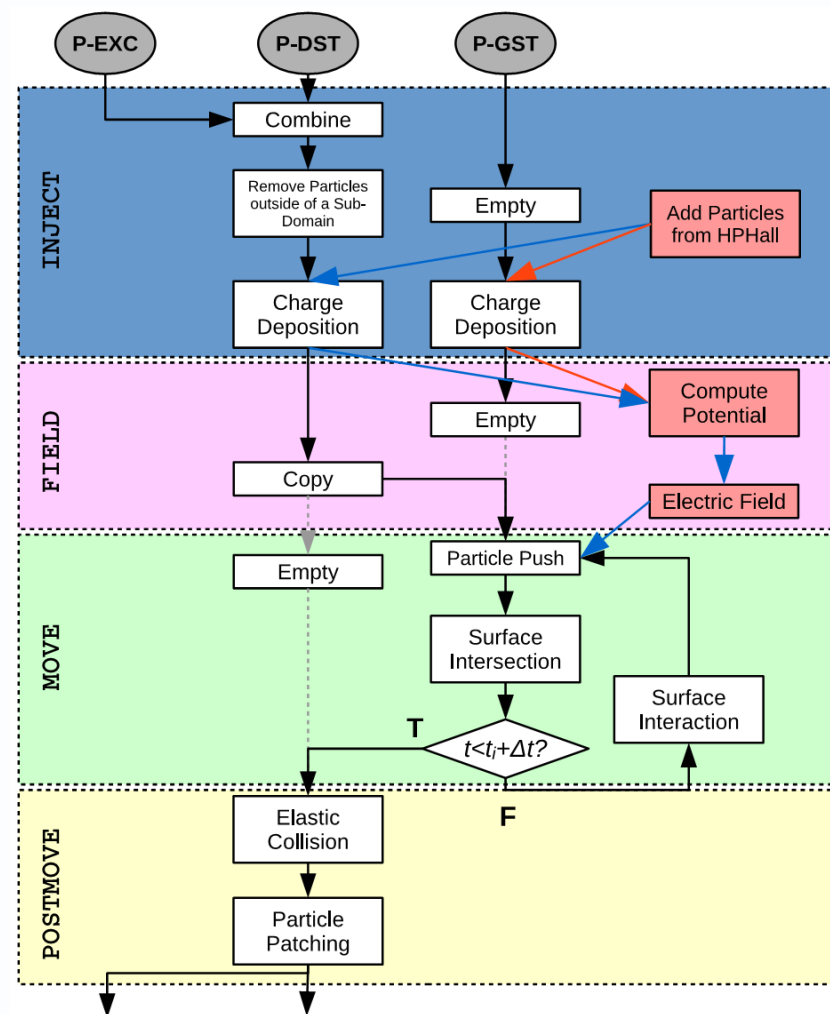 P-EXC
P-DST
P-GST
INJECT
Combine
Remove Particles
outside of a Sub-
Domain
Empty
Add Particles
from HPHall
Charge
Deposition
Charge
Deposition
FIELD
Empty
Compute
Potential
Copy
Electric Field
MOVE
Particle Push
Empty
Surface
Intersection
Surface
Interaction
T
t<tᵢ+Δt?
F
POSTMOVE
Elastic
Collision
Particle
Patching